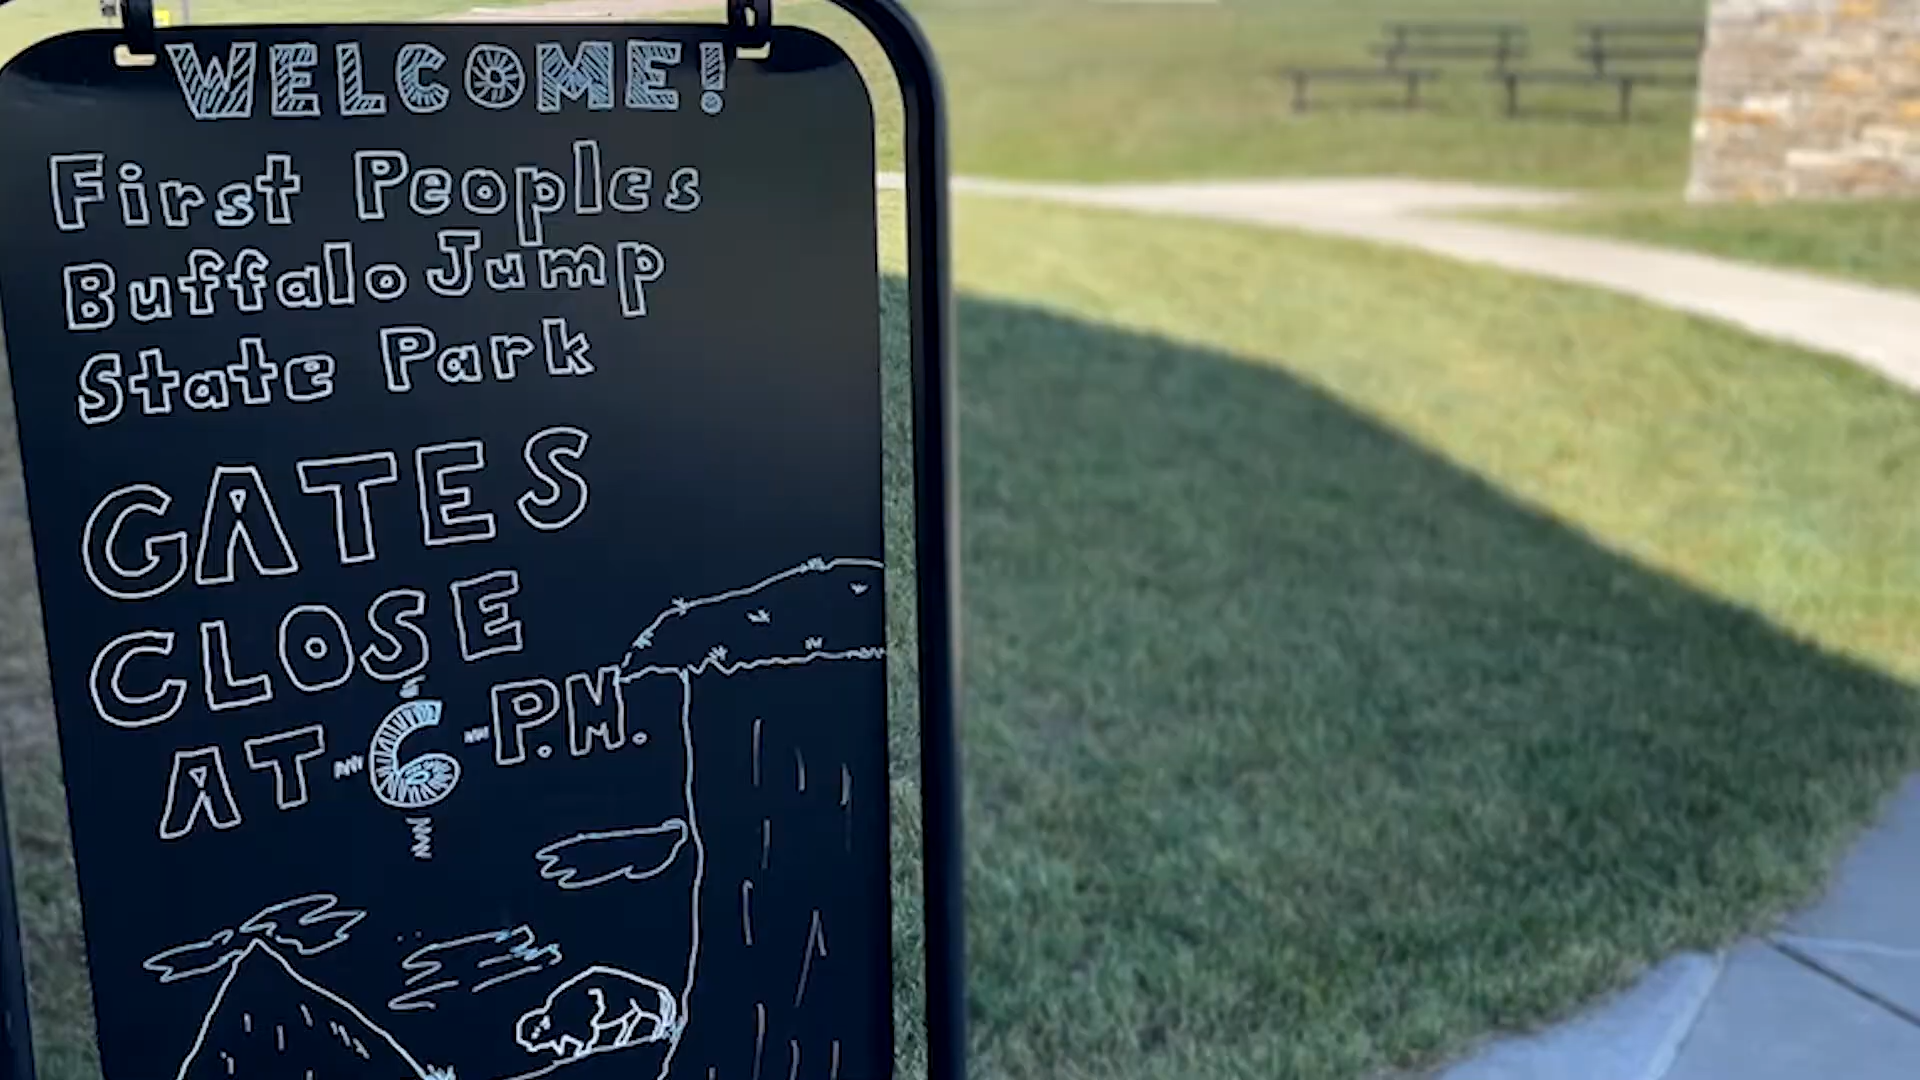 WELCOME!
First Peoples
Buffalo Jump
State Park
GATES
CLOSE
AT 6 P.M.